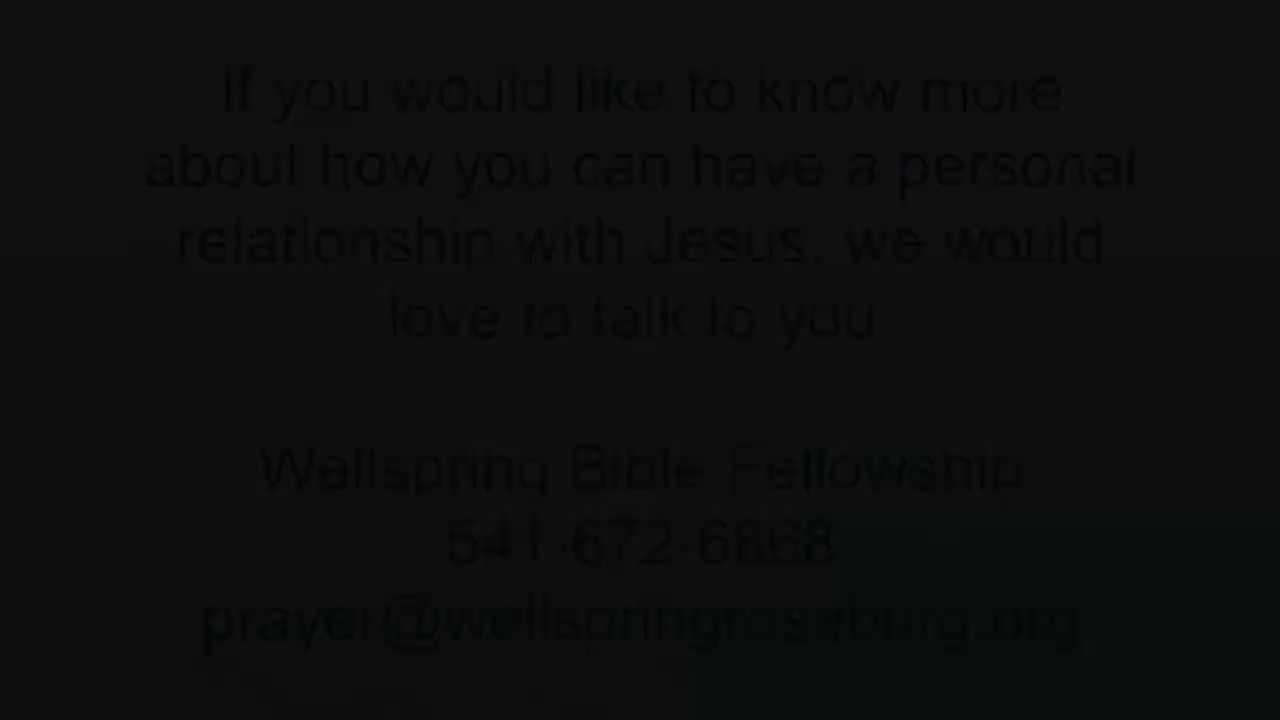 If you would like to know more
about how you can have a personal
relationship with Jesus, we would
love to talk to you
Wellspring Bible Fellowship
541-672-6868
prayer@wellspringroseburg.org